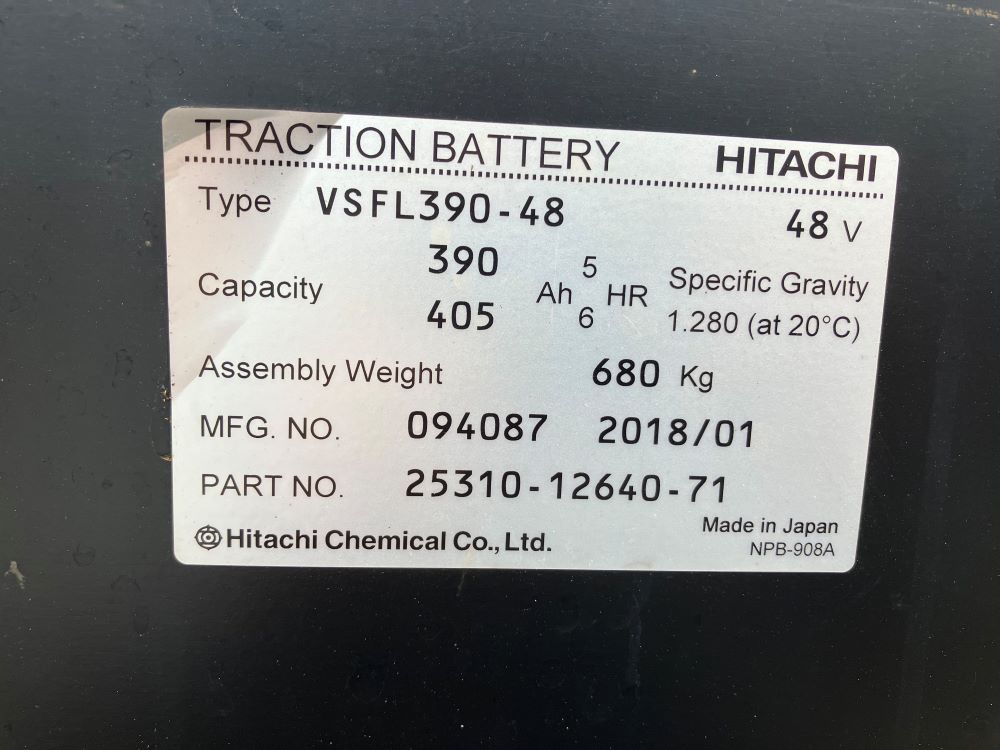 TRACTION BATTERY HITACHI
Type VSFL390-48 48 V
Capacity 390 Ah 5 HR Specific Gravity
405 6 1.280 (at 20°C)
Assembly Weight 680 Kg
MFG. NO. 094087 2018/01
PART NO. 25310-12640-71
Hitachi Chemical Co., Ltd. Made in Japan
NPB-908A